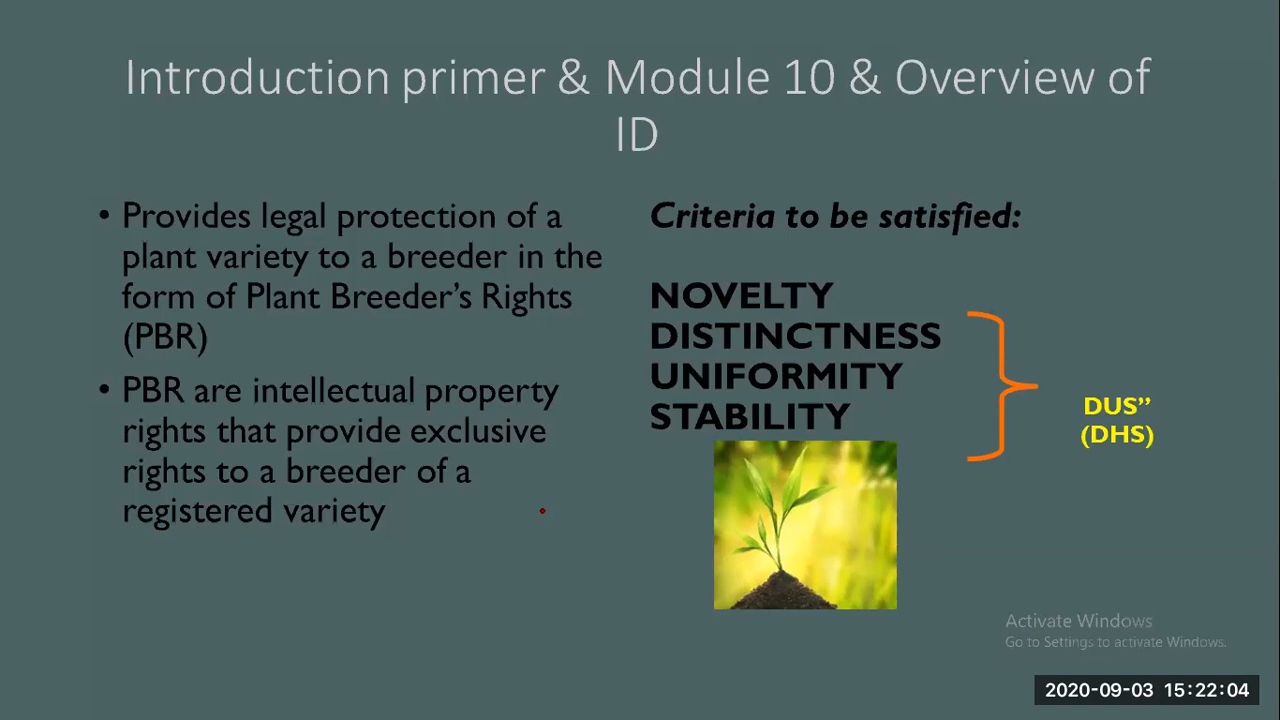 Introduction primer & Module 10 & Overview of
ID
• Provides legal protection of a
plant variety to a breeder in the
form of Plant Breeder’s Rights
(PBR)
• PBR are intellectual property
rights that provide exclusive
rights to a breeder of a
registered variety
Criteria to be satisfied:
NOVELTY
DISTINCTNESS
UNIFORMITY
STABILITY
DUS”
(DHS)
Activate Windows
Go to Settings to activate Windows.
2020-09-03 15:22:04